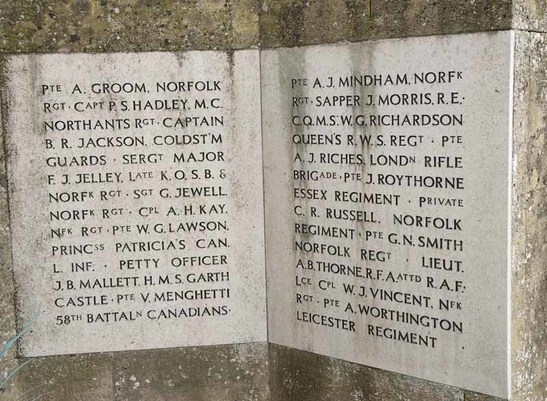 PTE A. GROOM, NORFOLK
RGT · CAPT P. S. HADLEY, M.C.
NORTHANTS RGT · CAPTAIN
B. R. JACKSON, COLDST'M
GUARDS · SERGT MAJOR
F. J. JELLEY, LATE K.O.S.B. &
NORFK RGT · SGT G. JEWELL,
NORFK RGT · CPL A. H. KAY,
NFK RGT · PTE W. G. LAWSON,
PRINCSS PATRICIA'S CAN.
L. INF. · PETTY OFFICER
J. B. MALLETT, H.M.S. GARTH
CASTLE · PTE V. MENGHETTI
58TH BATTALN CANADIANS·
PTE A. J. MINDHAM, NORFK
RGT · SAPPER J. MORRIS, R.E. ·
C.Q.M.S. W. G. RICHARDSON
QUEEN'S R.W.S. REGT · PTE
A. J. RICHES, LONDN RIFLE
BRIGADE · PTE J. ROYTHORNE
ESSEX REGIMENT · PRIVATE
C. R. RUSSELL, NORFOLK
REGIMENT · PTE G. N. SMITH
NORFOLK REGT · LIEUT.
A. B. THORNE, R.F.A. ATTD R.A.F.
LCE CPL W. J. VINCENT, NFK
RGT · PTE A. WORTHINGTON
LEICESTER REGIMENT